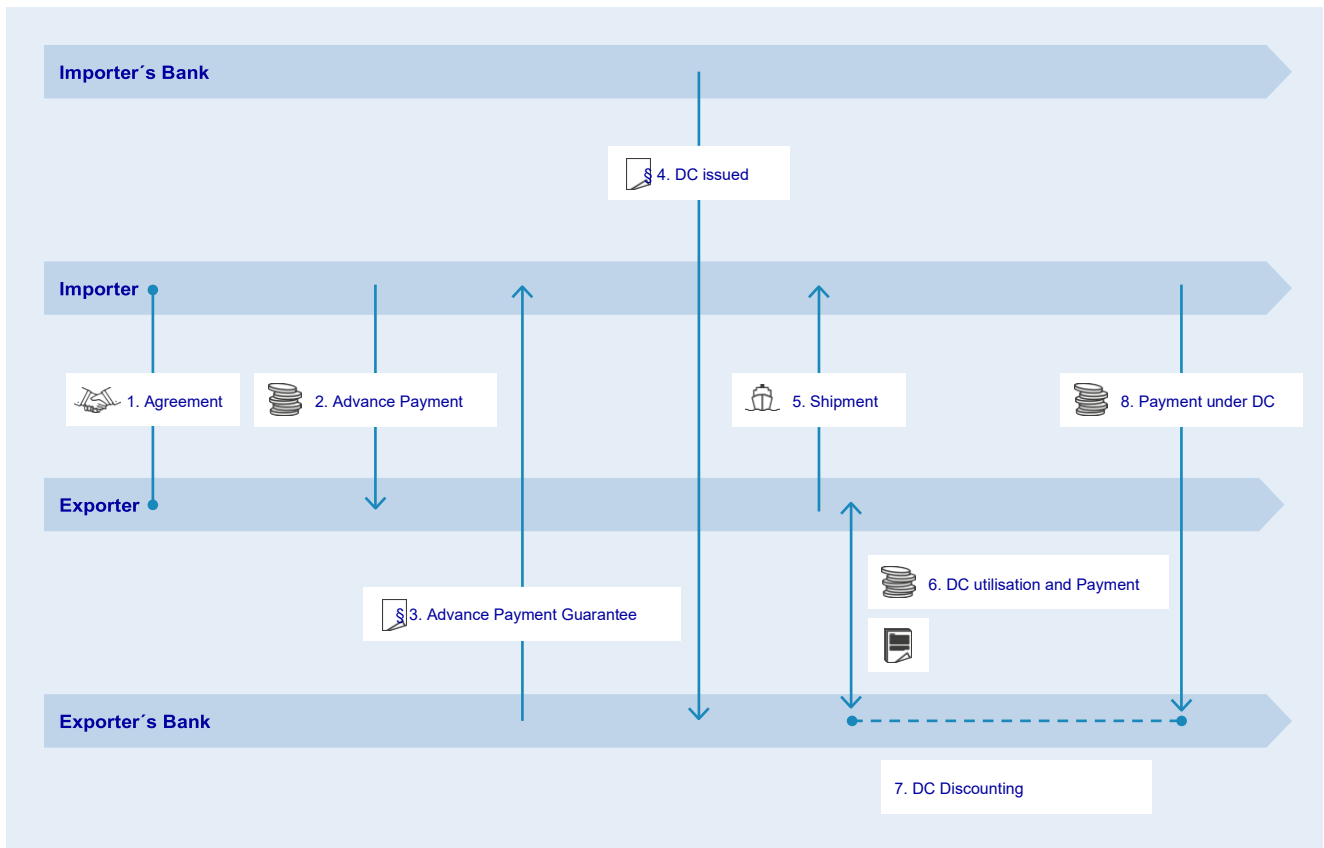 Importer´s Bank
§ 4. DC issued
Importer
1. Agreement
2. Advance Payment
5. Shipment
8. Payment under DC
Exporter
6. DC utilisation and Payment
§ 3. Advance Payment Guarantee
Exporter´s Bank
7. DC Discounting